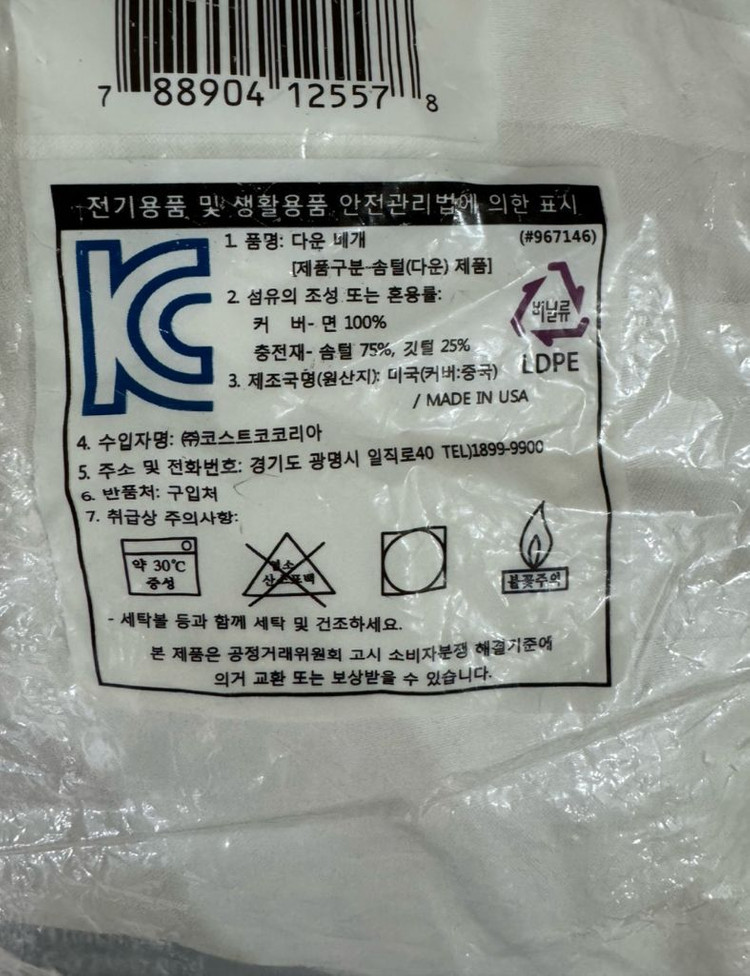 7 88904 12557 8
전기용품 및 생활용품 안전관리법에 의한 표시
KC
1. 품명: 다운 베개 (#967146)
[제품구분-솜털(다운) 제품]
2. 섬유의 조성 또는 혼용률:
커 버- 면 100%
충전재- 솜털 75%, 깃털 25%
비닐류
LDPE
3. 제조국명(원산지): 미국(커버:중국)
/ MADE IN USA
4. 수입자명: ㈜코스트코코리아
5. 주소 및 전화번호: 경기도 광명시 일직로40 TEL)1899-9900
6. 반품처: 구입처
7. 취급상 주의사항:
약 30℃
중성
염소
산소표백
불꽃주의
- 세탁볼 등과 함께 세탁 및 건조하세요.
본 제품은 공정거래위원회 고시 소비자분쟁 해결기준에
의거 교환 또는 보상받을 수 있습니다.